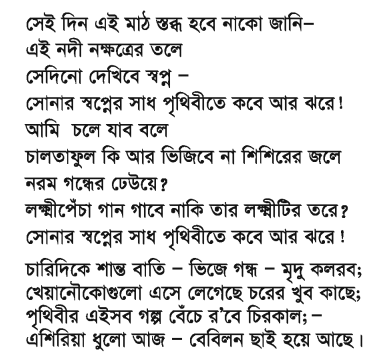 সেই দিন এই মাঠ স্তব্ধ হবে নাকো জানি–
এই নদী নক্ষত্রের তলে
সেদিনো দেখিবে স্বপ্ন –
সোনার স্বপ্নের সাধ পৃথিবীতে কবে আর ঝরে!
আমি চলে যাব বলে
চালতাফুল কি আর ভিজিবে না শিশিরের জলে
নরম গন্ধের ঢেউয়ে?
লক্ষ্মীপেঁচা গান গাবে নাকি তার লক্ষ্মীটির তরে?
সোনার স্বপ্নের সাধ পৃথিবীতে কবে আর ঝরে !
চারিদিকে শান্ত বাতি – ভিজে গন্ধ – মৃদু কলরব;
খেয়ানৌকোগুলো এসে লেগেছে চরের খুব কাছে;
পৃথিবীর এইসব গল্প বেঁচে র'বে চিরকাল; –
এশিরিয়া ধুলো আজ – বেবিলন ছাই হয়ে আছে।